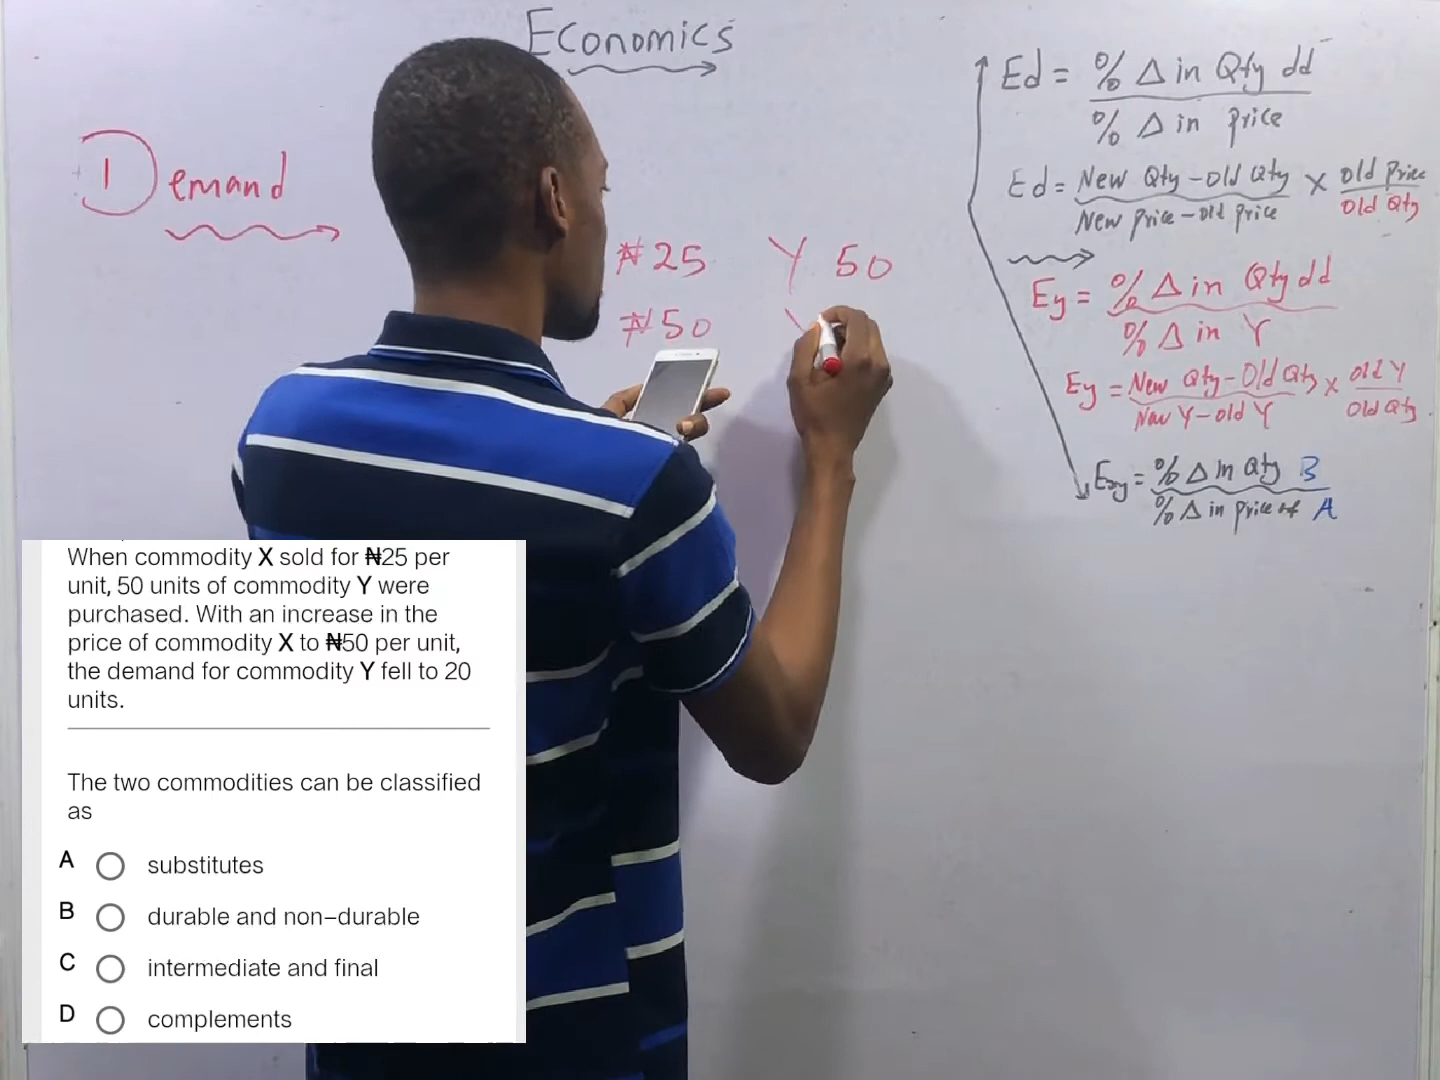 Economics
Demand
₦25 Y 50
₦50 Y
Ed = % Δ in Qty dd
% Δ in price
Ed = New Qty - Old Qty × Old Price
New price - old price Old Qty
Ey = % Δ in Qty dd
% Δ in Y
Ey = New Qty - Old Qty × Old Y
New Y - old Y Old Qty
Exy = % Δ in Qty B
% Δ in price of A
When commodity X sold for ₦25 per
unit, 50 units of commodity Y were
purchased. With an increase in the
price of commodity X to ₦50 per unit,
the demand for commodity Y fell to 20
units.
The two commodities can be classified
as
A substitutes
B durable and non–durable
C intermediate and final
D complements